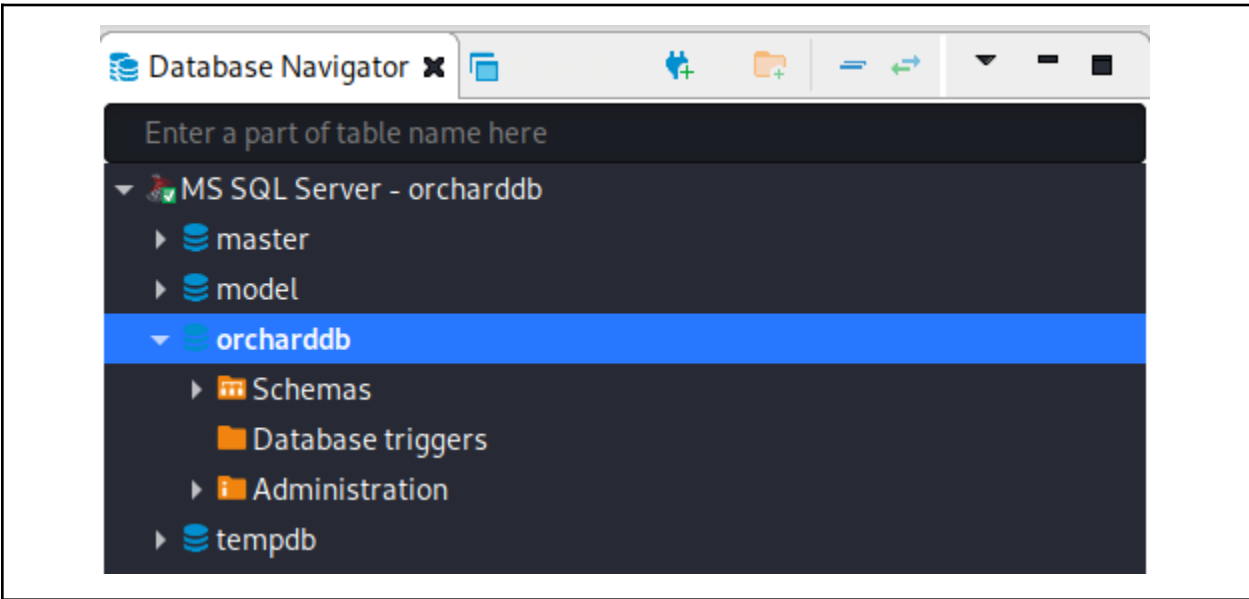 Database Navigator
Enter a part of table name here
MS SQL Server - orcharddb
master
model
orcharddb
Schemas
Database triggers
Administration
tempdb